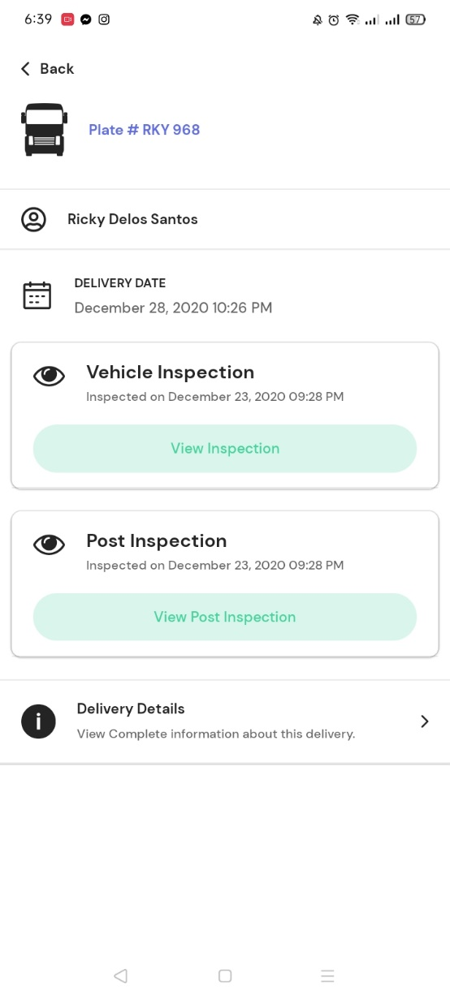 6:39
57
Back
Plate # RKY 968
Ricky Delos Santos
DELIVERY DATE
December 28, 2020 10:26 PM
Vehicle Inspection
Inspected on December 23, 2020 09:28 PM
View Inspection
Post Inspection
Inspected on December 23, 2020 09:28 PM
View Post Inspection
Delivery Details
View Complete information about this delivery.